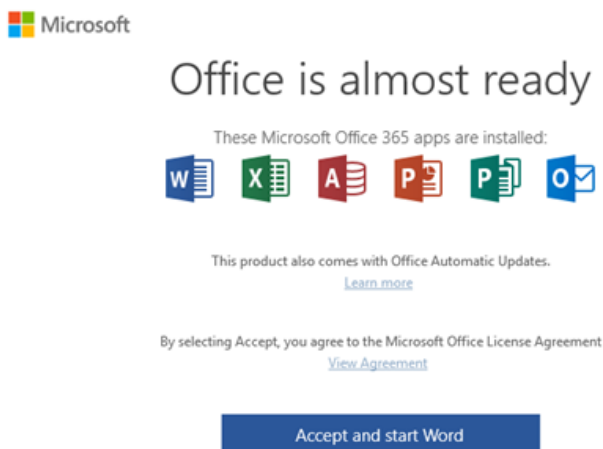 Microsoft
Office is almost ready
These Microsoft Office 365 apps are installed:
W X A P P O
This product also comes with Office Automatic Updates.
Learn more
By selecting Accept, you agree to the Microsoft Office License Agreement
View Agreement
Accept and start Word